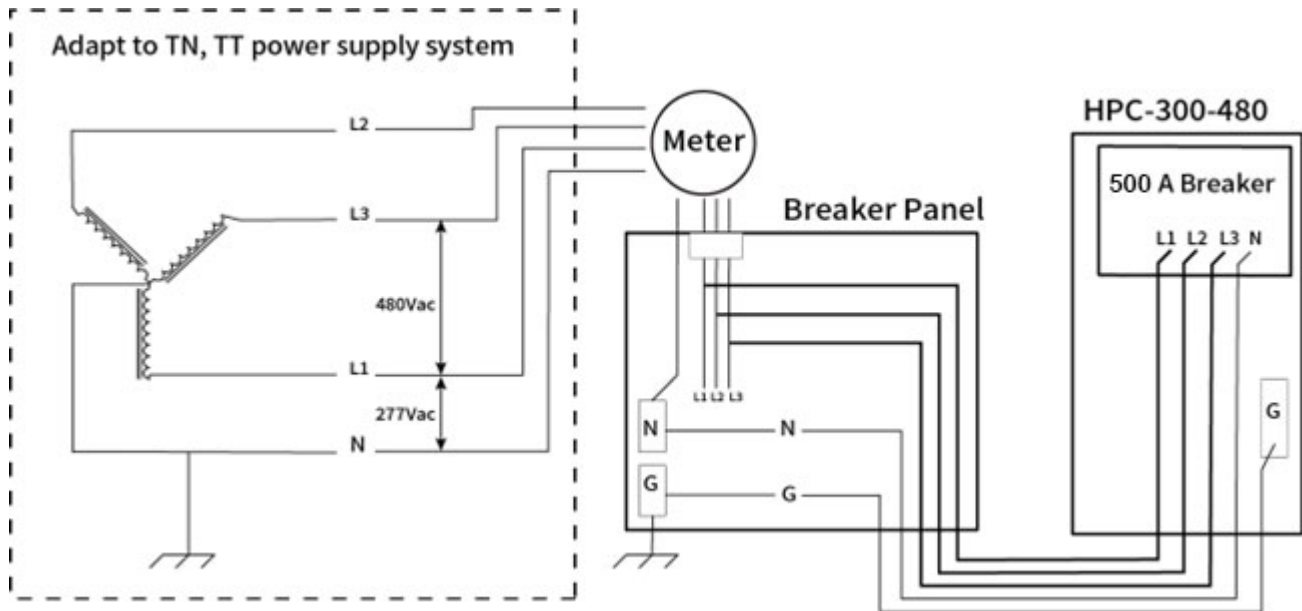 Adapt to TN, TT power supply system
L2
L3
480Vac
L1
277Vac
N
Meter
Breaker Panel
L1 L2 L3
N
N
G
G
HPC-300-480
500 A Breaker
L1 L2 L3 N
G